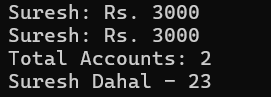 Suresh: Rs. 3000
Suresh: Rs. 3000
Total Accounts: 2
Suresh Dahal - 23